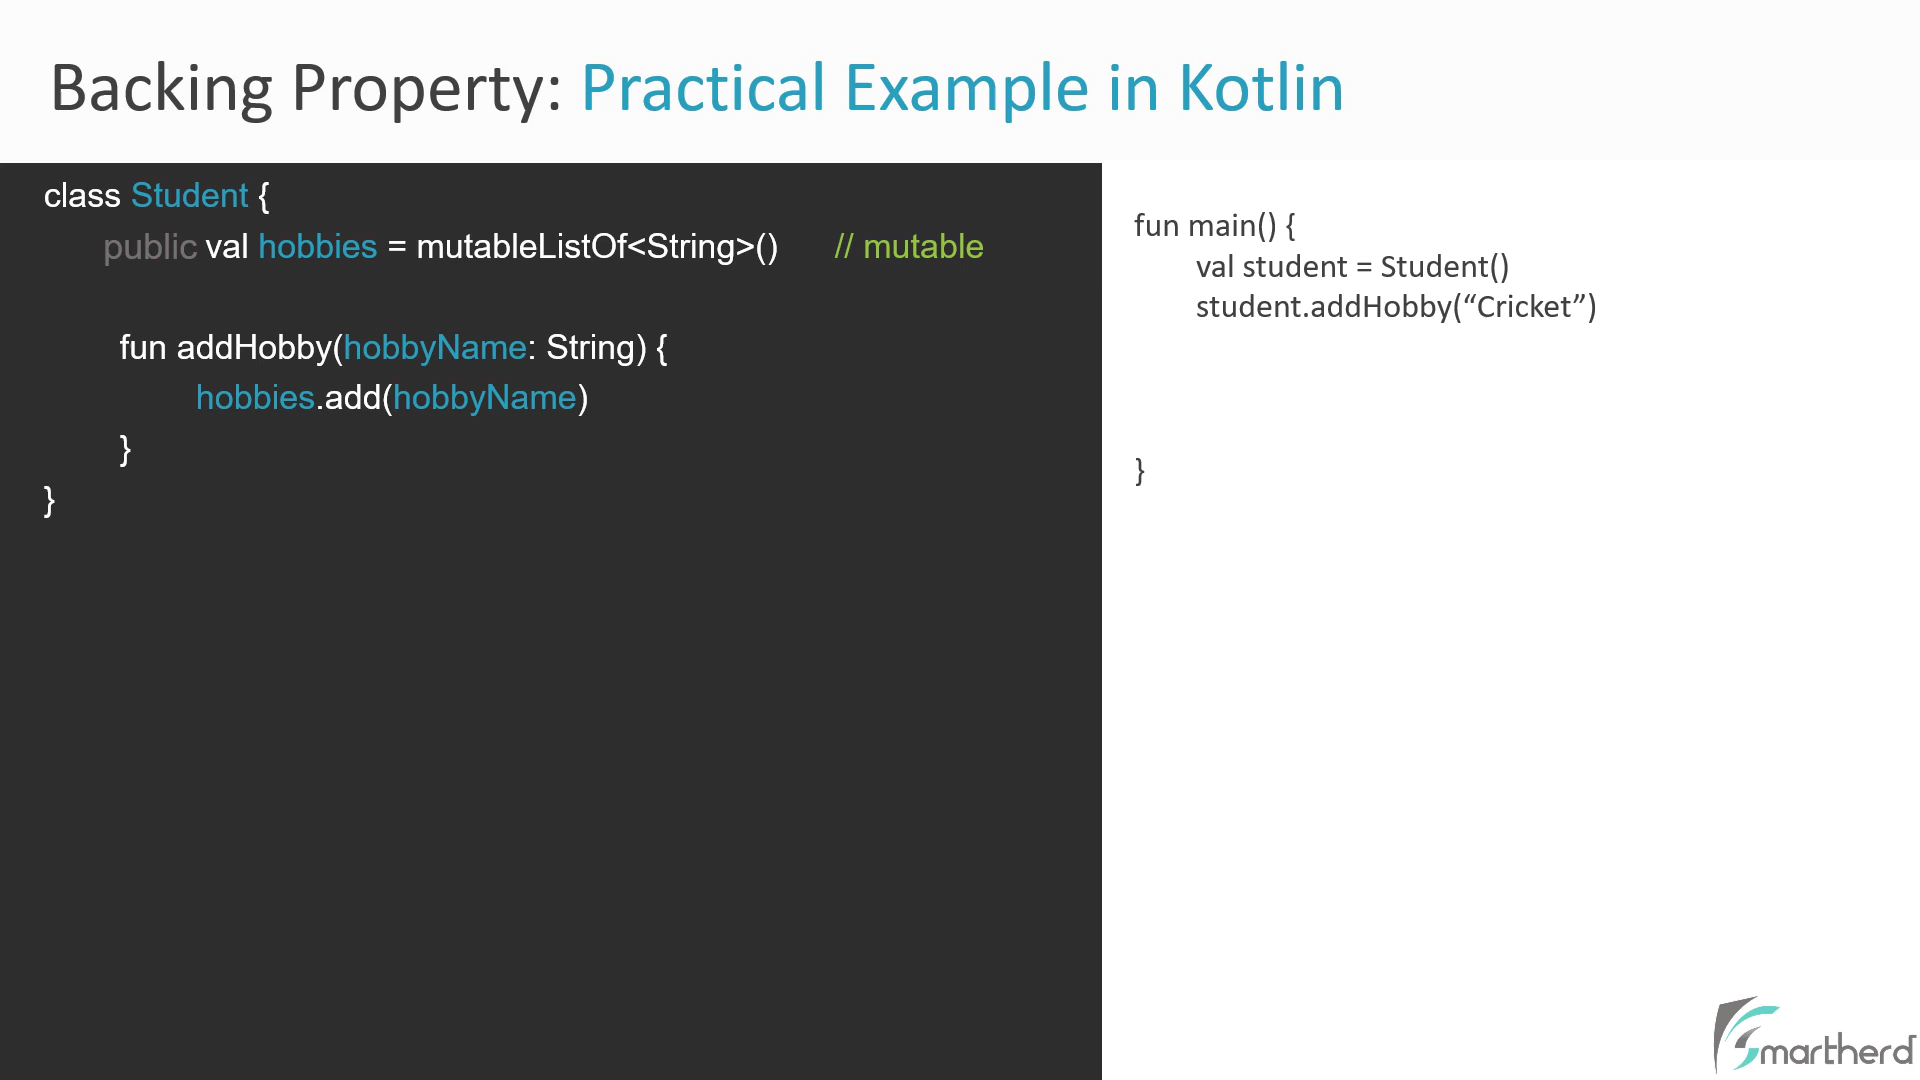 Backing Property: Practical Example in Kotlin
class Student {
public val hobbies = mutableListOf<String>() // mutable
fun addHobby(hobbyName: String) {
hobbies.add(hobbyName)
}
}
fun main() {
val student = Student()
student.addHobby(“Cricket”)
}
Smartherd